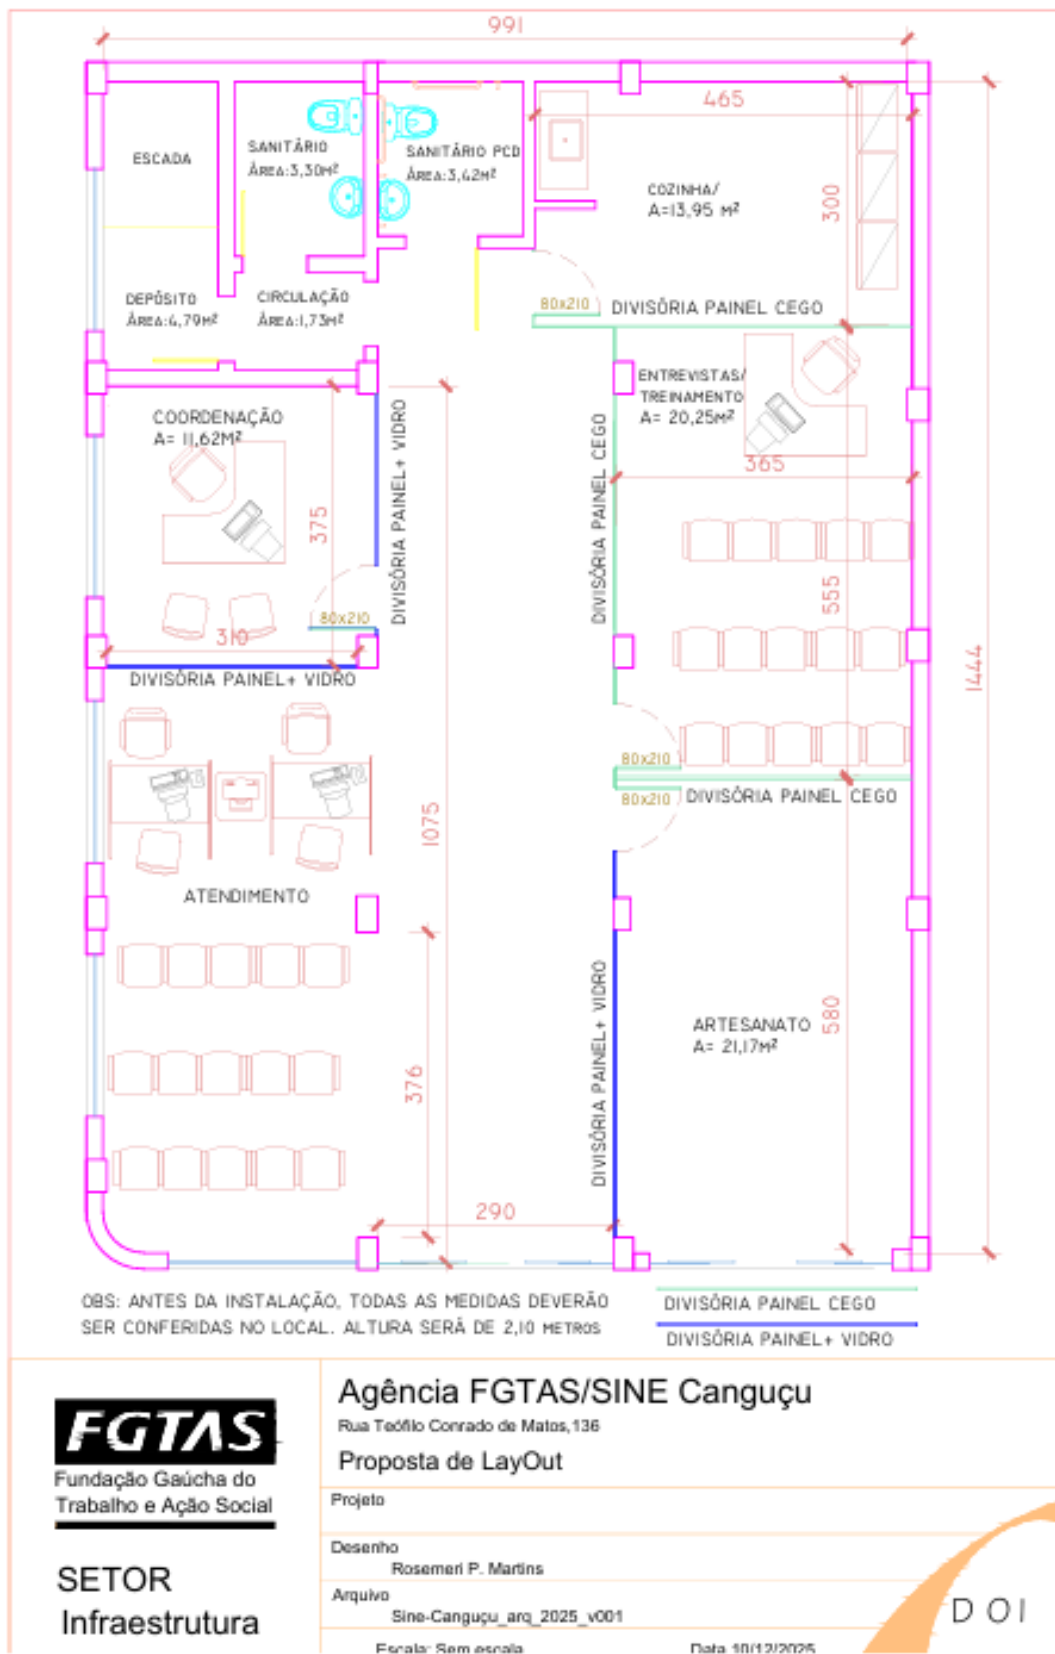 991
465
SANITÁRIO
ÁREA:3,30M²
SANITÁRIO PCD
ÁREA:3,42M²
ESCADA
COZINHA/
A=13,95 M²
300
DEPÓSITO
ÁREA:4,79M²
CIRCULAÇÃO
ÁREA:1,73M²
80X210
DIVISÓRIA PAINEL CEGO
ENTREVISTAS/
TREINAMENTO
A= 20,25M²
COORDENAÇÃO
A= 11,62M²
DIVISÓRIA PAINEL+ VIDRO
DIVISÓRIA PAINEL CEGO
365
375
555
80X210
310
1444
DIVISÓRIA PAINEL+ VIDRO
80X210
80X210
DIVISÓRIA PAINEL CEGO
1075
ATENDIMENTO
DIVISÓRIA PAINEL+ VIDRO
ARTESANATO
A= 21,17M²
580
376
290
OBS: ANTES DA INSTALAÇÃO, TODAS AS MEDIDAS DEVERÃO
SER CONFERIDAS NO LOCAL. ALTURA SERÁ DE 2,10 METROS
DIVISÓRIA PAINEL CEGO
DIVISÓRIA PAINEL+ VIDRO
FGTAS
Fundação Gaúcha do
Trabalho e Ação Social
SETOR
Infraestrutura
Agência FGTAS/SINE Canguçu
Rua Teófilo Conrado de Matos,136
Proposta de LayOut
Projeto
Desenho
Rosemeri P. Martins
Arquivo
Sine-Canguçu_arq_2025_v001
Escala: Sem escala
Data 10/12/2025
DOI